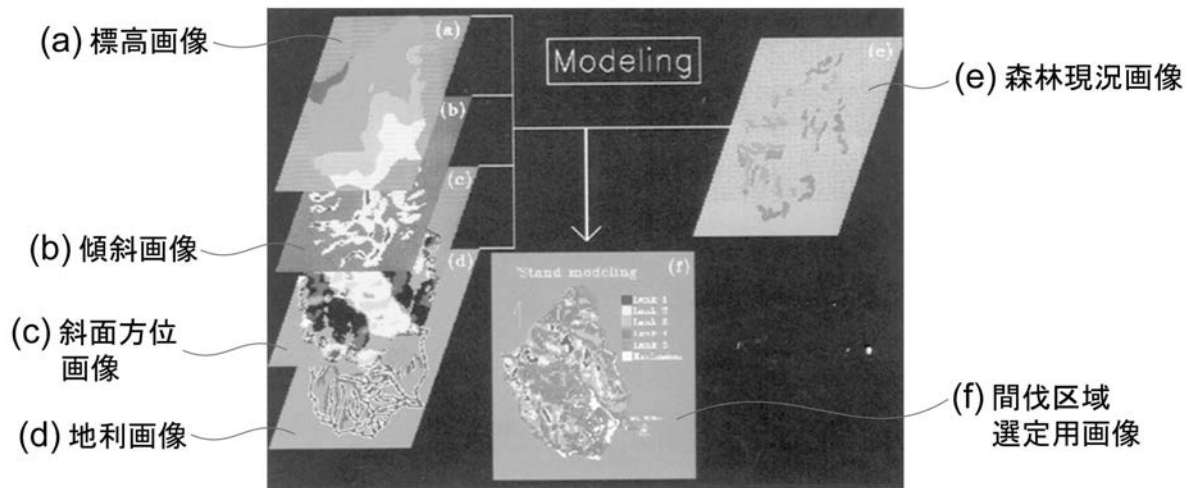 (a) 標高画像
(b) 傾斜画像
(c) 斜面方位
画像
(d) 地利画像
(a)
(b)
(c)
(d)
Modeling
(e)
(e) 森林現況画像
(f)
Stand modeling
(f) 間伐区域
選定用画像